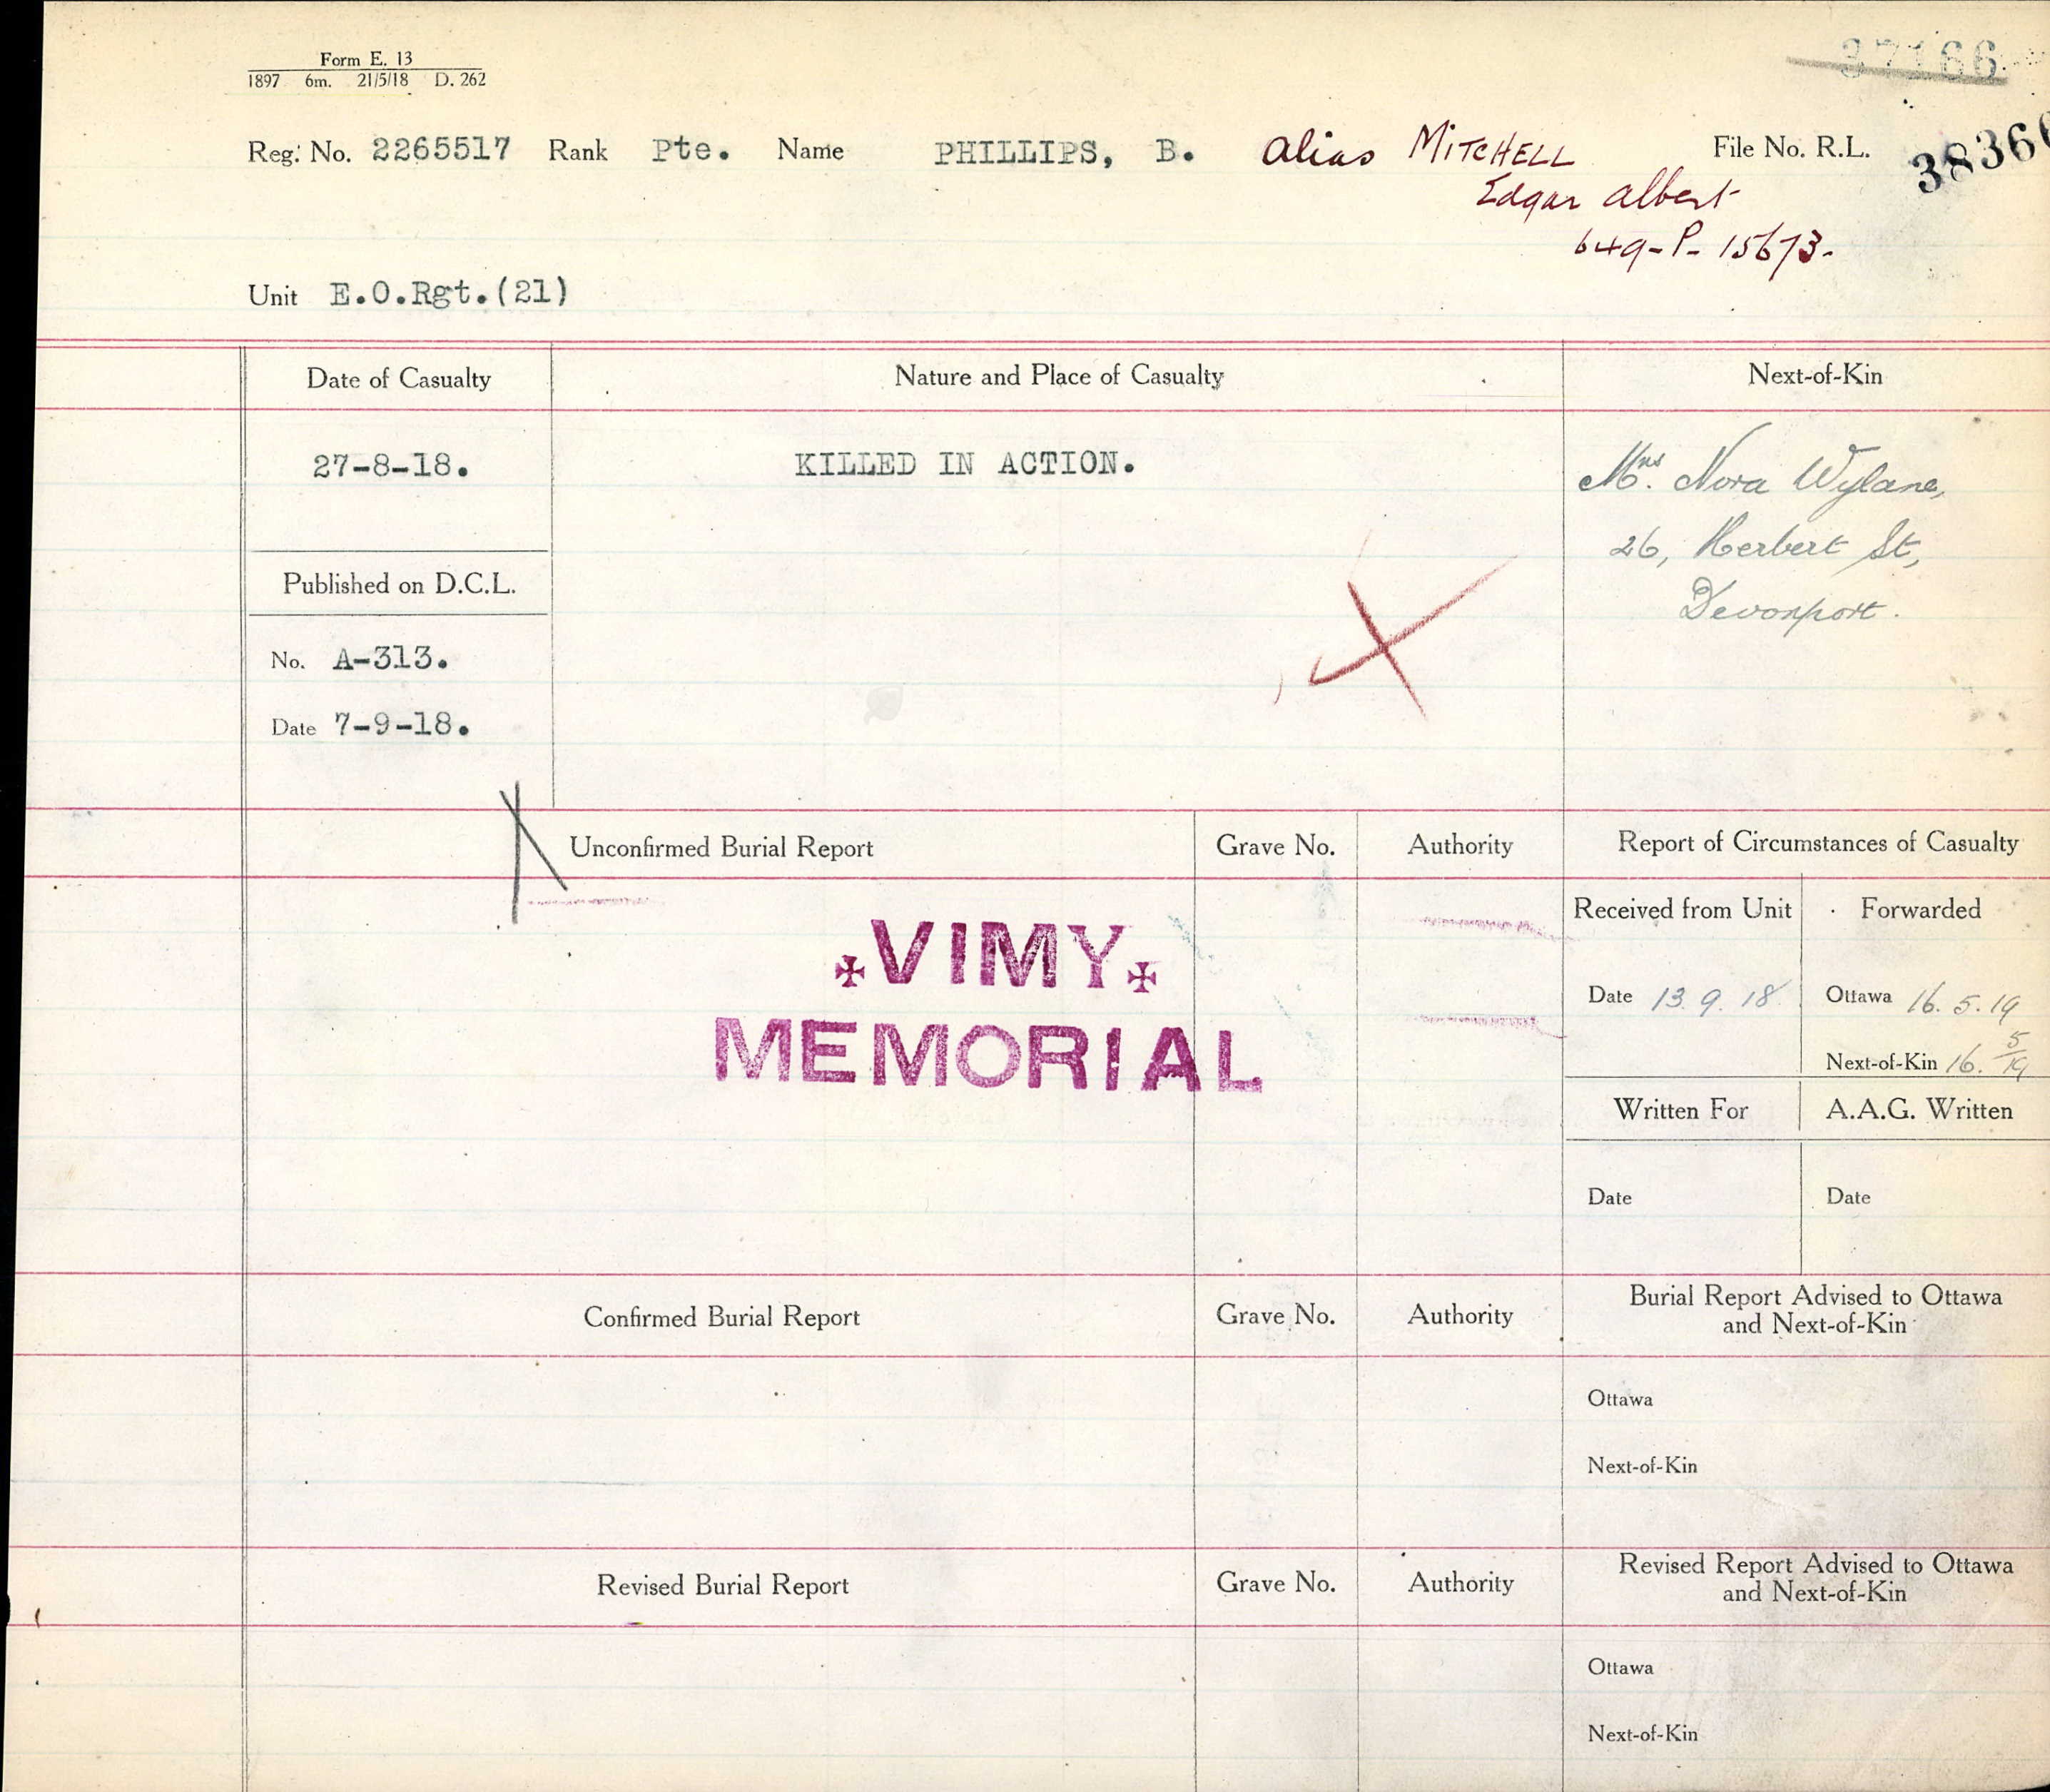 Form E. 13
1897 6m. 21/5/18 D. 262
37166
Reg. No. 2265517 Rank Pte. Name PHILLIPS, B. alias MITCHELL File No. R.L. 3836
Edgar Albert
649-P-15673-
Unit E.O.Rgt.(21)
Date of Casualty Nature and Place of Casualty Next-of-Kin
27-8-18. KILLED IN ACTION. Mrs. Nora Wylane,
26, Herbert St,
Devonport.
Published on D.C.L.
No. A-313.
Date 7-9-18.
Unconfirmed Burial Report Grave No. Authority Report of Circumstances of Casualty
Received from Unit Forwarded
VIMY
MEMORIAL
Date 13.9.18 Ottawa 16.5.19
Next-of-Kin 16. 5/19
Written For A.A.G. Written
Date Date
Confirmed Burial Report Grave No. Authority Burial Report Advised to Ottawa
and Next-of-Kin
Ottawa
Next-of-Kin
Revised Burial Report Grave No. Authority Revised Report Advised to Ottawa
and Next-of-Kin
Ottawa
Next-of-Kin